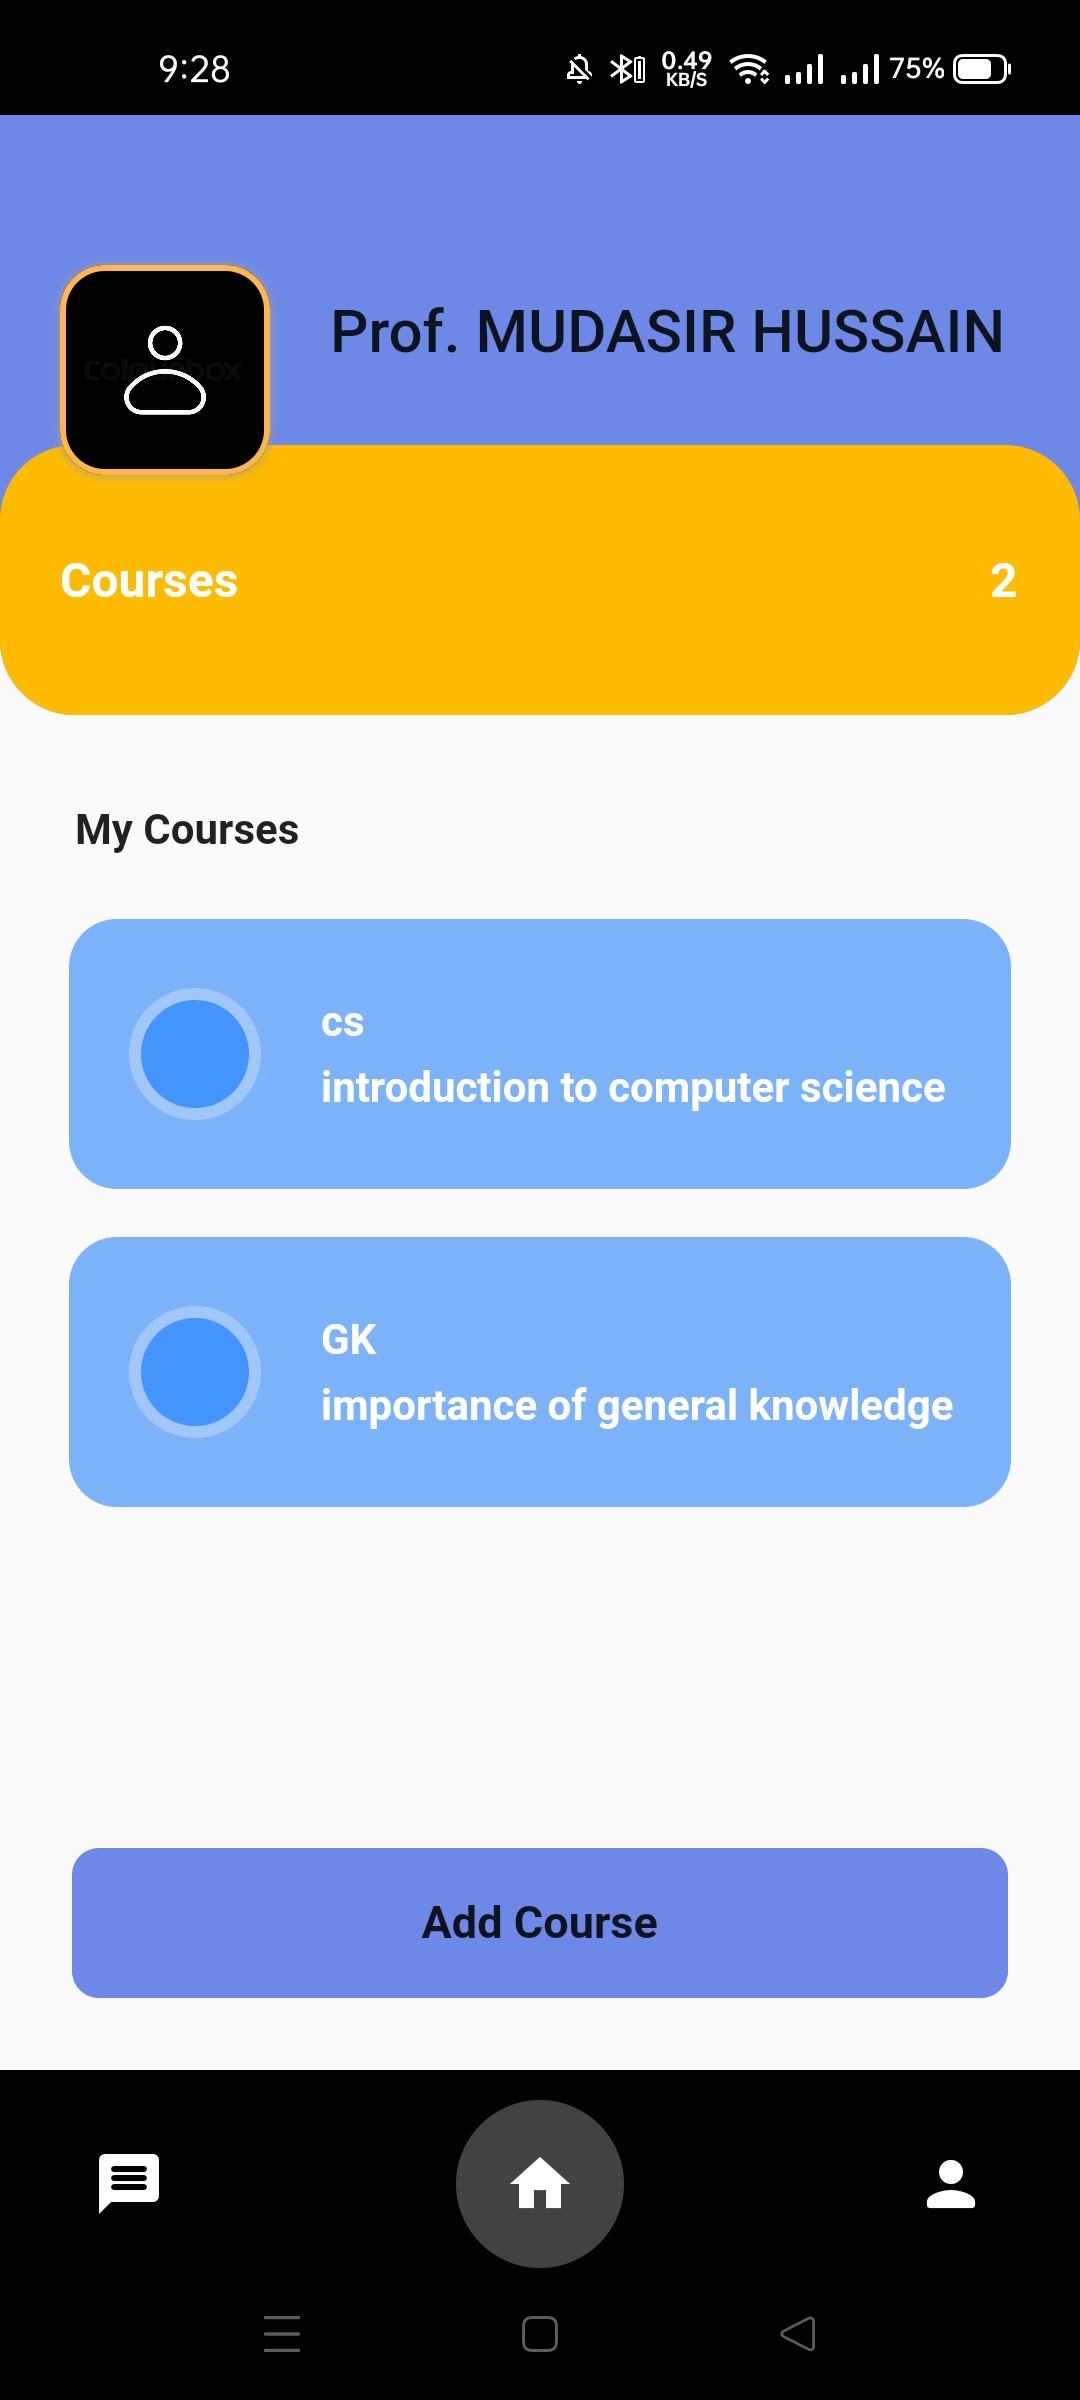 9:28
0.49
KB/S
75%
Colourbox
Prof. MUDASIR HUSSAIN
Courses
2
My Courses
cs
introduction to computer science
GK
importance of general knowledge
Add Course